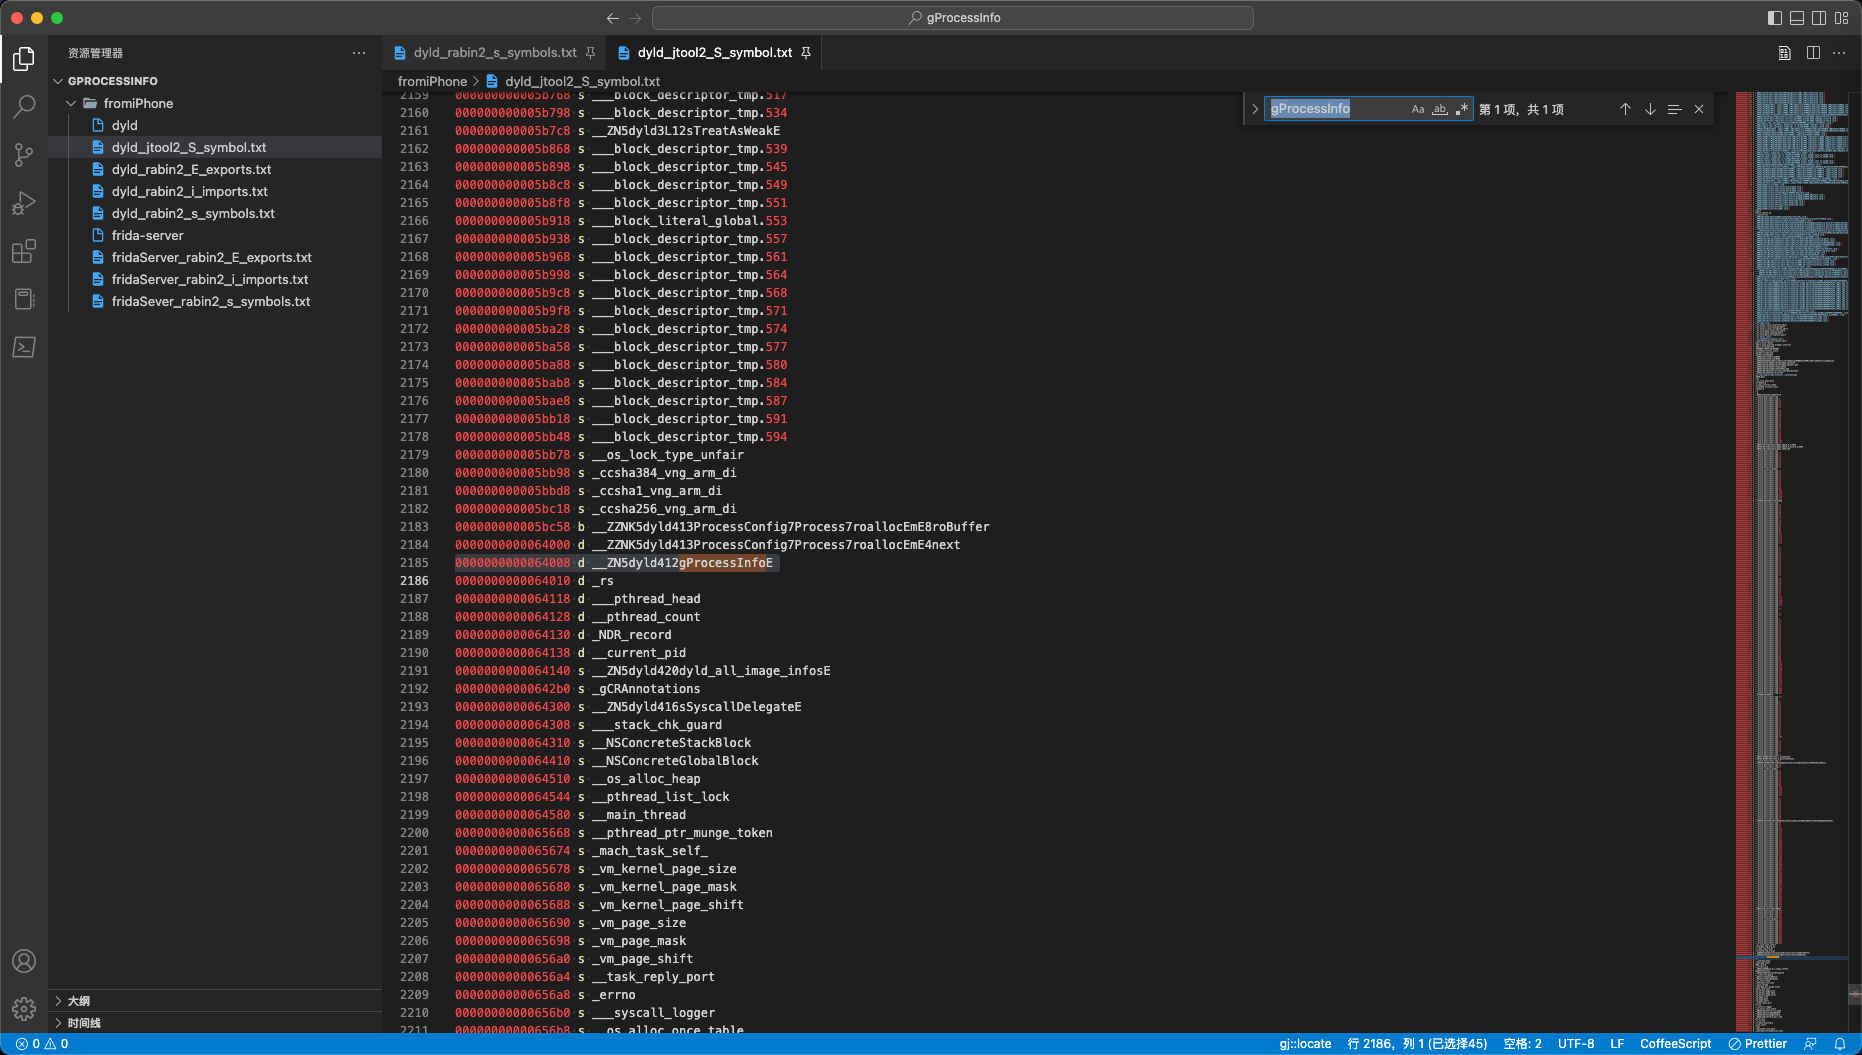 gProcessInfo
资源管理器
GPROCESSINFO
fromiPhone
dyld
dyld_jtool2_S_symbol.txt
dyld_rabin2_E_exports.txt
dyld_rabin2_i_imports.txt
dyld_rabin2_s_symbols.txt
frida-server
fridaServer_rabin2_E_exports.txt
fridaServer_rabin2_i_imports.txt
fridaSever_rabin2_s_symbols.txt
大纲
时间线
dyld_rabin2_s_symbols.txt
dyld_jtool2_S_symbol.txt
fromiPhone > dyld_jtool2_S_symbol.txt
gProcessInfo Aa ab .* 第 1 项，共 1 项
2159 000000000005b768 s ___block_descriptor_tmp.517
2160 000000000005b798 s ___block_descriptor_tmp.534
2161 000000000005b7c8 s __ZN5dyld3L12sTreatAsWeakE
2162 000000000005b868 s ___block_descriptor_tmp.539
2163 000000000005b898 s ___block_descriptor_tmp.545
2164 000000000005b8c8 s ___block_descriptor_tmp.549
2165 000000000005b8f8 s ___block_descriptor_tmp.551
2166 000000000005b918 s ___block_literal_global.553
2167 000000000005b938 s ___block_descriptor_tmp.557
2168 000000000005b968 s ___block_descriptor_tmp.561
2169 000000000005b998 s ___block_descriptor_tmp.564
2170 000000000005b9c8 s ___block_descriptor_tmp.568
2171 000000000005b9f8 s ___block_descriptor_tmp.571
2172 000000000005ba28 s ___block_descriptor_tmp.574
2173 000000000005ba58 s ___block_descriptor_tmp.577
2174 000000000005ba88 s ___block_descriptor_tmp.580
2175 000000000005bab8 s ___block_descriptor_tmp.584
2176 000000000005bae8 s ___block_descriptor_tmp.587
2177 000000000005bb18 s ___block_descriptor_tmp.591
2178 000000000005bb48 s ___block_descriptor_tmp.594
2179 000000000005bb78 s __os_lock_type_unfair
2180 000000000005bb98 s _ccsha384_vng_arm_di
2181 000000000005bbd8 s _ccsha1_vng_arm_di
2182 000000000005bc18 s _ccsha256_vng_arm_di
2183 000000000005bc58 b __ZZNK5dyld413ProcessConfig7Process7roallocEmE8roBuffer
2184 0000000000064000 d __ZZNK5dyld413ProcessConfig7Process7roallocEmE4next
2185 0000000000064008 d __ZN5dyld412gProcessInfoE
2186 0000000000064010 d _rs
2187 0000000000064118 d ___pthread_head
2188 0000000000064128 d __pthread_count
2189 0000000000064130 d _NDR_record
2190 0000000000064138 d __current_pid
2191 0000000000064140 s __ZN5dyld420dyld_all_image_infosE
2192 00000000000642b0 s _gCRAnnotations
2193 0000000000064300 s __ZN5dyld416sSyscallDelegateE
2194 0000000000064308 s ___stack_chk_guard
2195 0000000000064310 s __NSConcreteStackBlock
2196 0000000000064410 s __NSConcreteGlobalBlock
2197 0000000000064510 s __os_alloc_heap
2198 0000000000064544 s __pthread_list_lock
2199 0000000000064580 s __main_thread
2200 0000000000065668 s __pthread_ptr_munge_token
2201 0000000000065674 s _mach_task_self_
2202 0000000000065678 s _vm_kernel_page_size
2203 0000000000065680 s _vm_kernel_page_mask
2204 0000000000065688 s _vm_kernel_page_shift
2205 0000000000065690 s _vm_page_size
2206 0000000000065698 s _vm_page_mask
2207 00000000000656a0 s _vm_page_shift
2208 00000000000656a4 s __task_reply_port
2209 00000000000656a8 s _errno
2210 00000000000656b0 s ___syscall_logger
2211 00000000000656b8 s __os_alloc_once_table
0 0 gj::locate 行 2186，列 1 (已选择45) 空格: 2 UTF-8 LF CoffeeScript Prettier